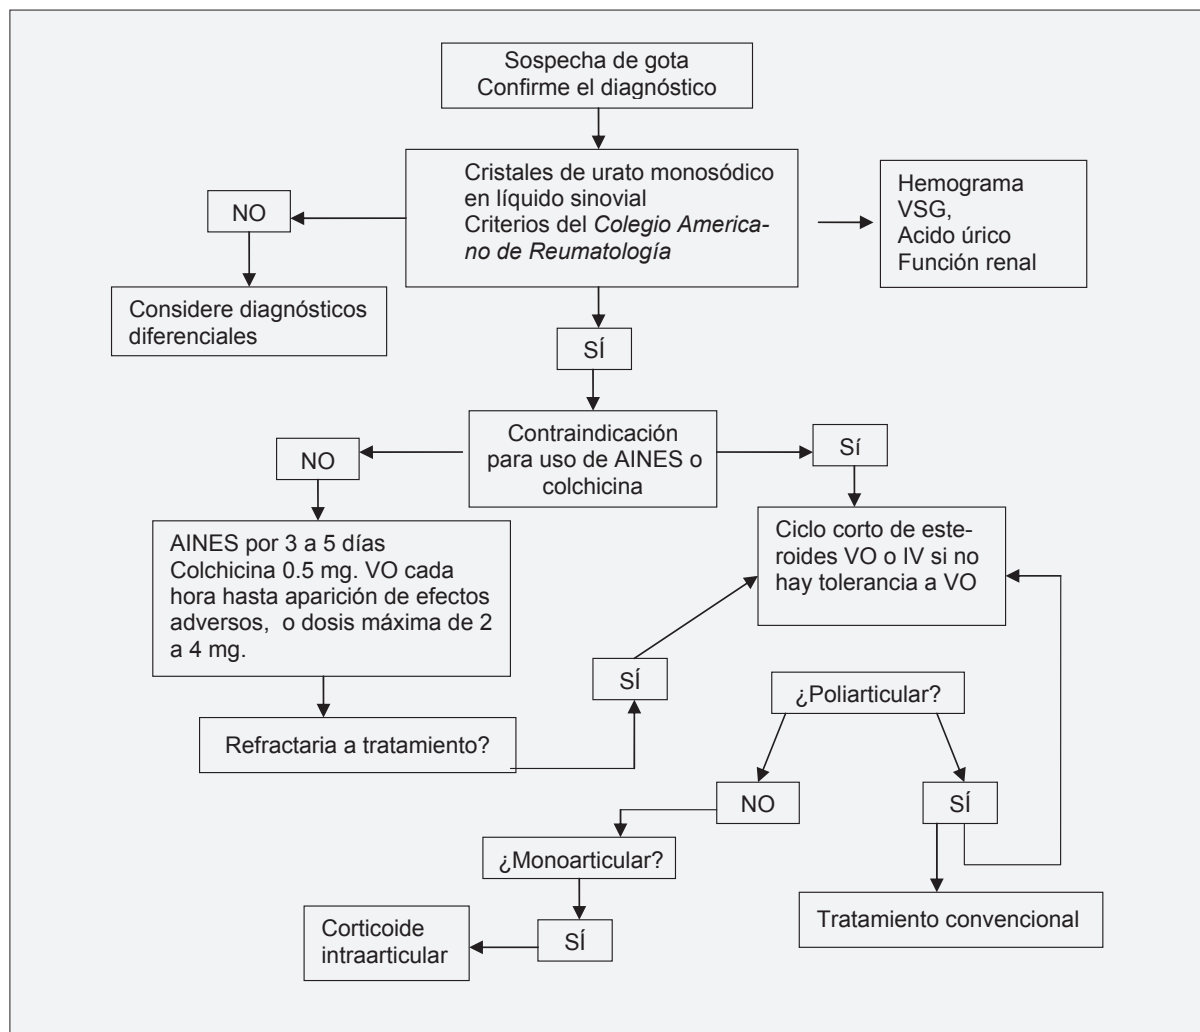 Sospecha de gota
Confirme el diagnóstico
Cristales de urato monosódico
en líquido sinovial
Criterios del Colegio America-
no de Reumatología
NO
Hemograma
VSG,
Acido úrico
Función renal
Considere diagnósticos
diferenciales
SÍ
Contraindicación
para uso de AINES o
colchicina
NO
Sí
AINES por 3 a 5 días
Colchicina 0.5 mg. VO cada
hora hasta aparición de efectos
adversos, o dosis máxima de 2
a 4 mg.
Ciclo corto de este-
roides VO o IV si no
hay tolerancia a VO
SÍ
¿Poliarticular?
Refractaria a tratamiento?
NO
SÍ
¿Monoarticular?
Tratamiento convencional
Corticoide
intraarticular
SÍ